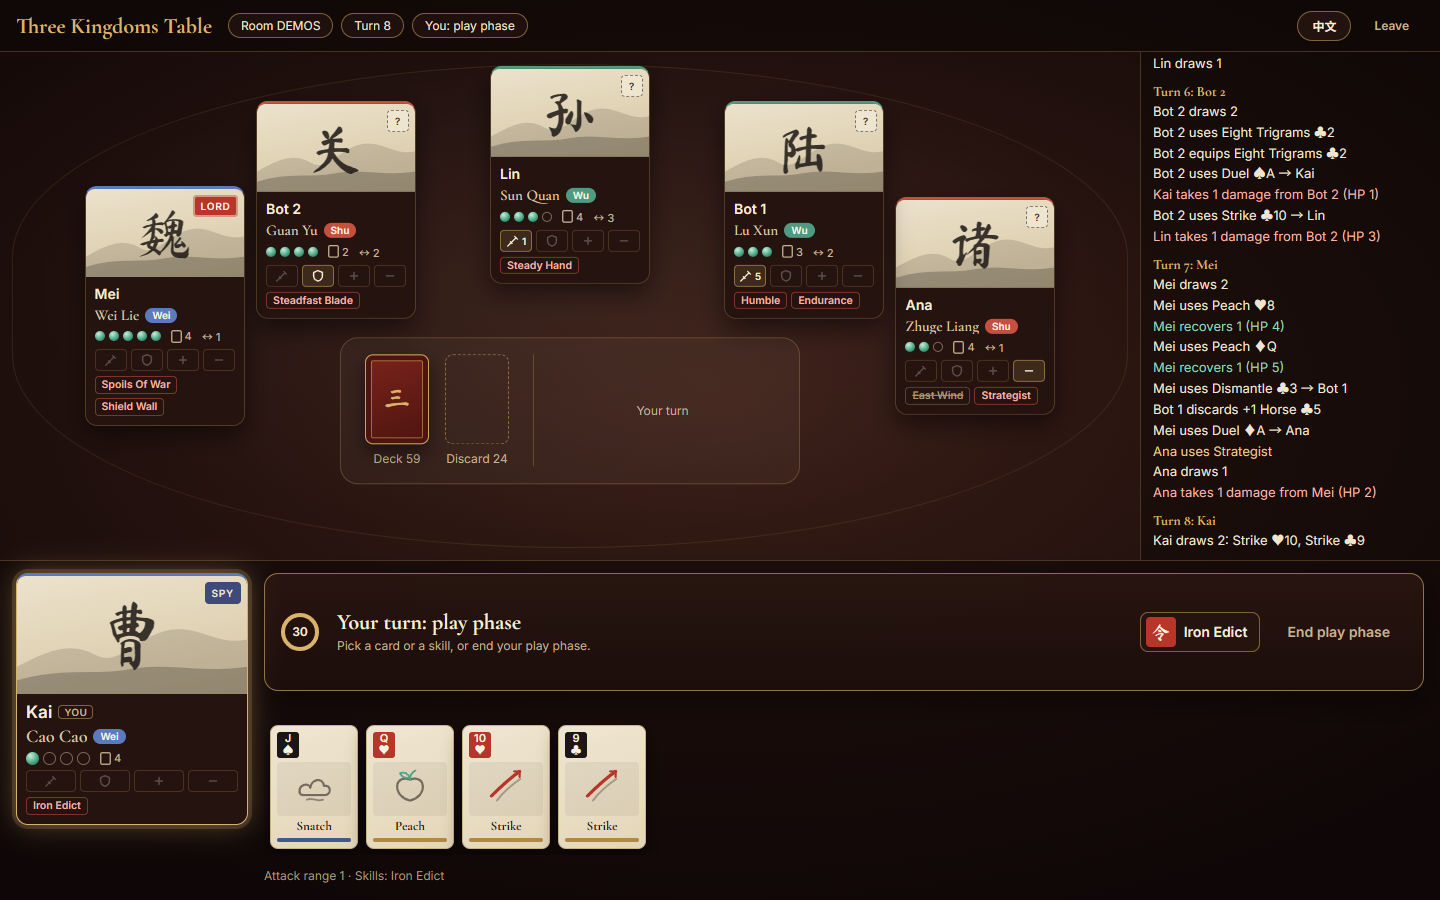 Three Kingdoms Table
Room DEMOS
Turn 8
You: play phase
中文
Leave
LORD
魏
Mei
Wei Lie Wei
4 ↔ 1
Spoils Of War
Shield Wall
?
关
Bot 2
Guan Yu Shu
2 ↔ 2
Steadfast Blade
?
孙
Lin
Sun Quan Wu
4 ↔ 3
1
Steady Hand
?
陆
Bot 1
Lu Xun Wu
3 ↔ 2
5
Humble Endurance
?
诸
Ana
Zhuge Liang Shu
4 ↔ 1
East Wind Strategist
三
Deck 59
Discard 24
Your turn
Lin draws 1
Turn 6: Bot 2
Bot 2 draws 2
Bot 2 uses Eight Trigrams ♣2
Bot 2 equips Eight Trigrams ♣2
Bot 2 uses Duel ♠A → Kai
Kai takes 1 damage from Bot 2 (HP 1)
Bot 2 uses Strike ♣10 → Lin
Lin takes 1 damage from Bot 2 (HP 3)
Turn 7: Mei
Mei draws 2
Mei uses Peach ♥8
Mei recovers 1 (HP 4)
Mei uses Peach ♦Q
Mei recovers 1 (HP 5)
Mei uses Dismantle ♣3 → Bot 1
Bot 1 discards +1 Horse ♣5
Mei uses Duel ♦A → Ana
Ana uses Strategist
Ana draws 1
Ana takes 1 damage from Mei (HP 2)
Turn 8: Kai
Kai draws 2: Strike ♥10, Strike ♣9
SPY
曹
Kai YOU
Cao Cao Wei
4
Iron Edict
30
Your turn: play phase
Pick a card or a skill, or end your play phase.
令 Iron Edict
End play phase
J ♠
Snatch
Q ♥
Peach
10 ♥
Strike
9 ♣
Strike
Attack range 1 · Skills: Iron Edict